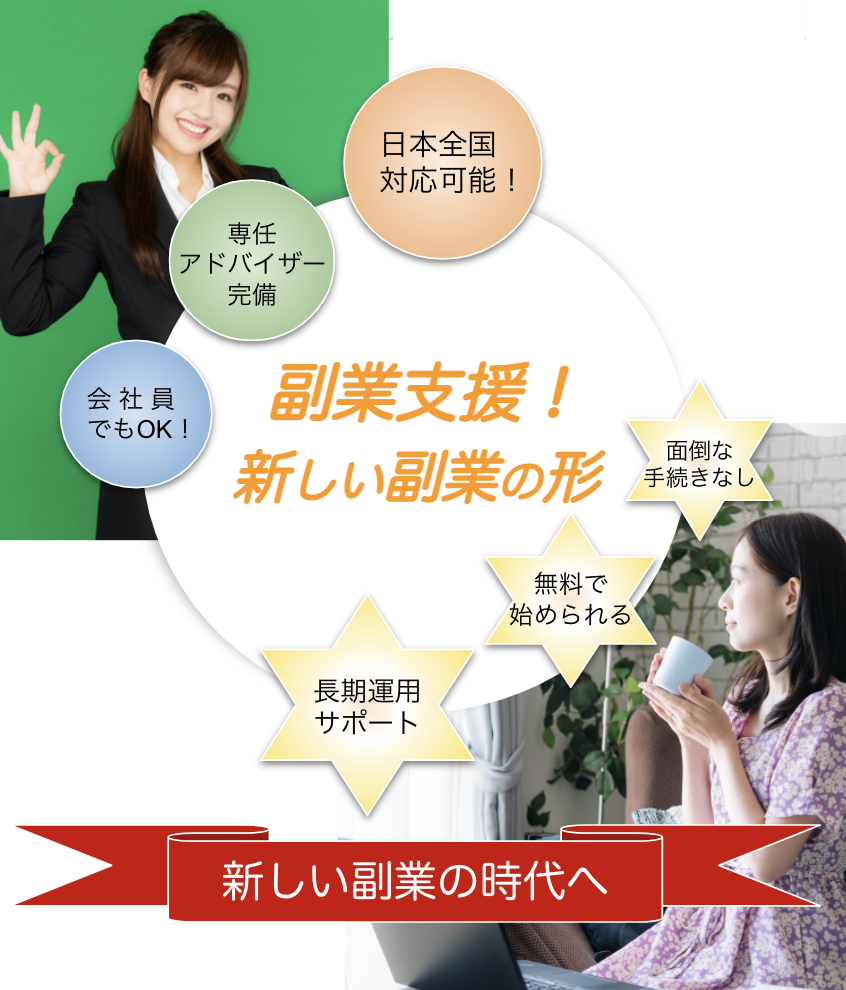 日本全国
対応可能！
専任
アドバイザー
完備
会社員
でもOK！
副業支援！
新しい副業の形
面倒な
手続きなし
無料で
始められる
長期運用
サポート
新しい副業の時代へ